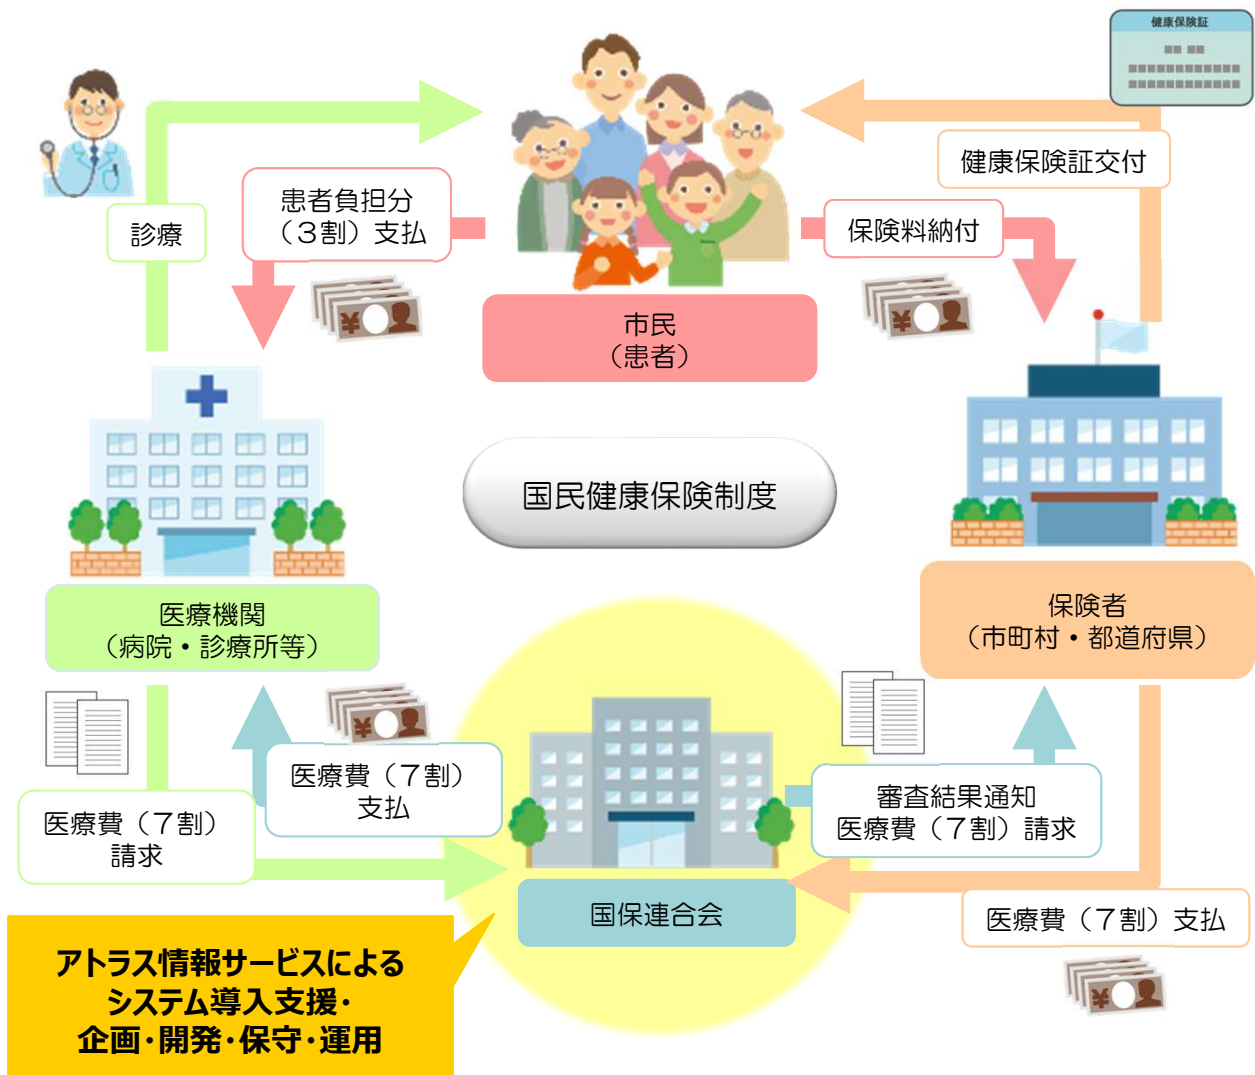 健康保険証
健康保険証交付
診療
患者負担分
（３割）支払
保険料納付
市民
（患者）
国民健康保険制度
医療機関
（病院・診療所等）
保険者
（市町村・都道府県）
医療費（７割）
支払
医療費（７割）
請求
審査結果通知
医療費（７割）請求
国保連合会
医療費（７割）支払
アトラス情報サービスによる
システム導入支援・
企画・開発・保守・運用
¥
¥
¥
¥